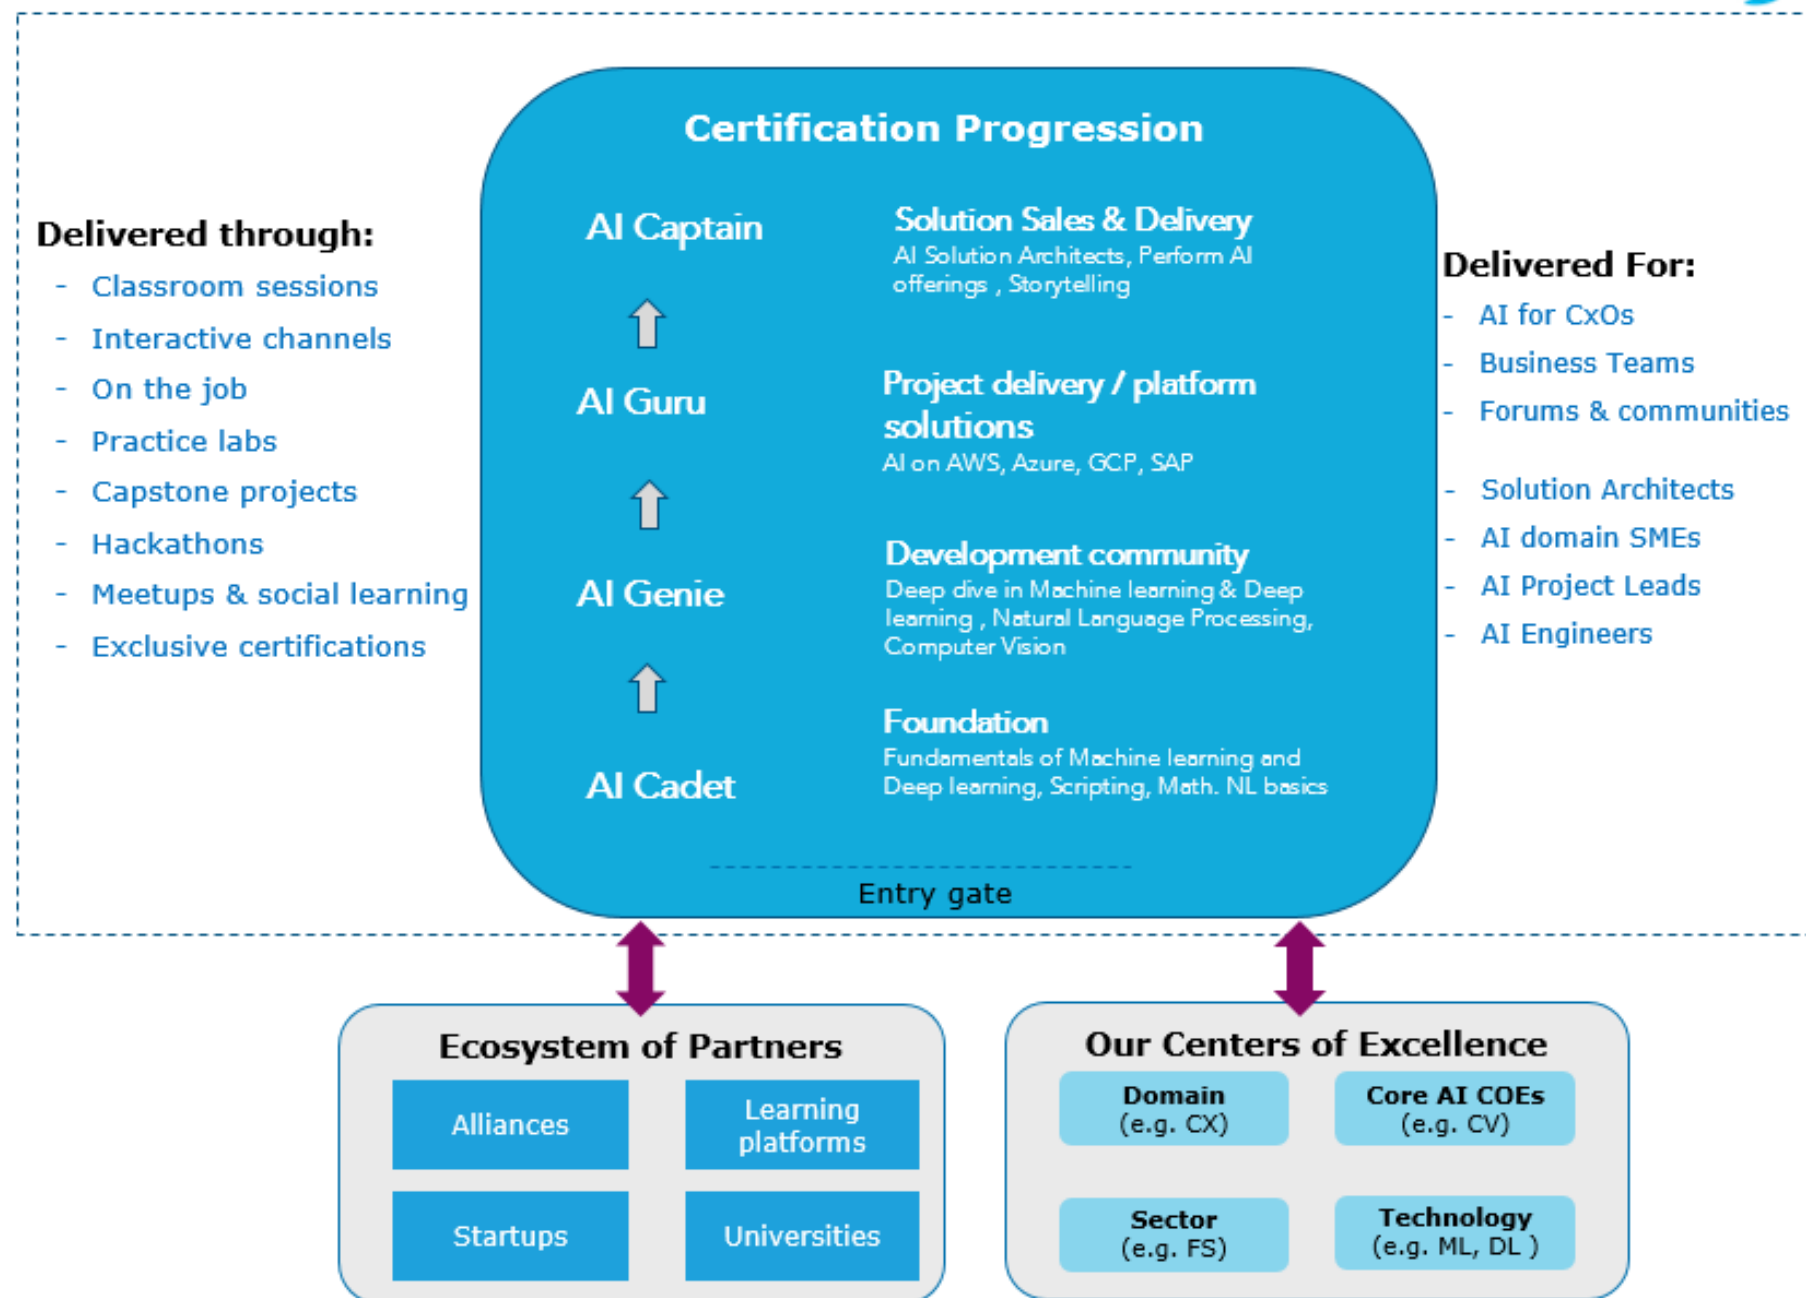 Certification Progression
Delivered through:
- Classroom sessions
- Interactive channels
- On the job
- Practice labs
- Capstone projects
- Hackathons
- Meetups & social learning
- Exclusive certifications
AI Captain
Solution Sales & Delivery
AI Solution Architects, Perform AI
offerings , Storytelling
AI Guru
Project delivery / platform
solutions
AI on AWS, Azure, GCP, SAP
AI Genie
Development community
Deep dive in Machine learning & Deep
learning , Natural Language Processing,
Computer Vision
AI Cadet
Foundation
Fundamentals of Machine learning and
Deep learning, Scripting, Math. NL basics
Entry gate
Delivered For:
- AI for CxOs
- Business Teams
- Forums & communities
- Solution Architects
- AI domain SMEs
- AI Project Leads
- AI Engineers
Ecosystem of Partners
Alliances
Learning
platforms
Startups
Universities
Our Centers of Excellence
Domain
(e.g. CX)
Core AI COEs
(e.g. CV)
Sector
(e.g. FS)
Technology
(e.g. ML, DL )